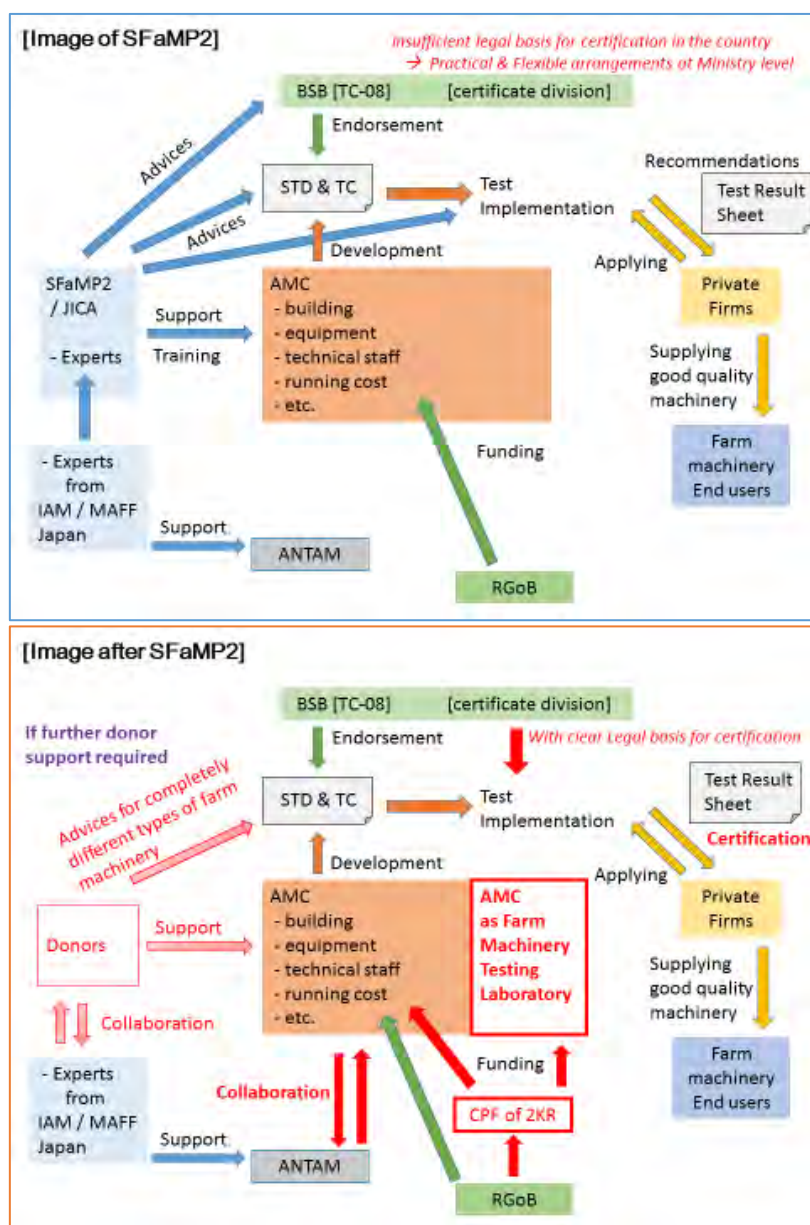 [Image of SFaMP2]
Insufficient legal basis for certification in the country
→ Practical & Flexible arrangements at Ministry level
BSB [TC-08] [certificate division]
Endorsement
Advices
STD & TC
Test
Implementation
Recommendations
Test Result
Sheet
Advices
Development
Applying
SFaMP2
/ JICA
- Experts
Support
Training
AMC
- building
- equipment
- technical staff
- running cost
- etc.
Private
Firms
Supplying
good quality
machinery
Funding
Farm
machinery
End users
- Experts
from
IAM / MAFF
Japan
Support
ANTAM
RGoB
[Image after SFaMP2]
BSB [TC-08] [certificate division]
If further donor
support required
Endorsement
With clear Legal basis for certification
Advices for completely
different types of farm
machinery
STD & TC
Test
Implementation
Test Result
Sheet
Certification
Development
Applying
Donors
Support
AMC
- building
- equipment
- technical staff
- running cost
- etc.
AMC
as Farm
Machinery
Testing
Laboratory
Private
Firms
Supplying
good quality
machinery
Collaboration
Collaboration
Funding
CPF of 2KR
Farm
machinery
End users
- Experts
from
IAM / MAFF
Japan
Support
ANTAM
RGoB